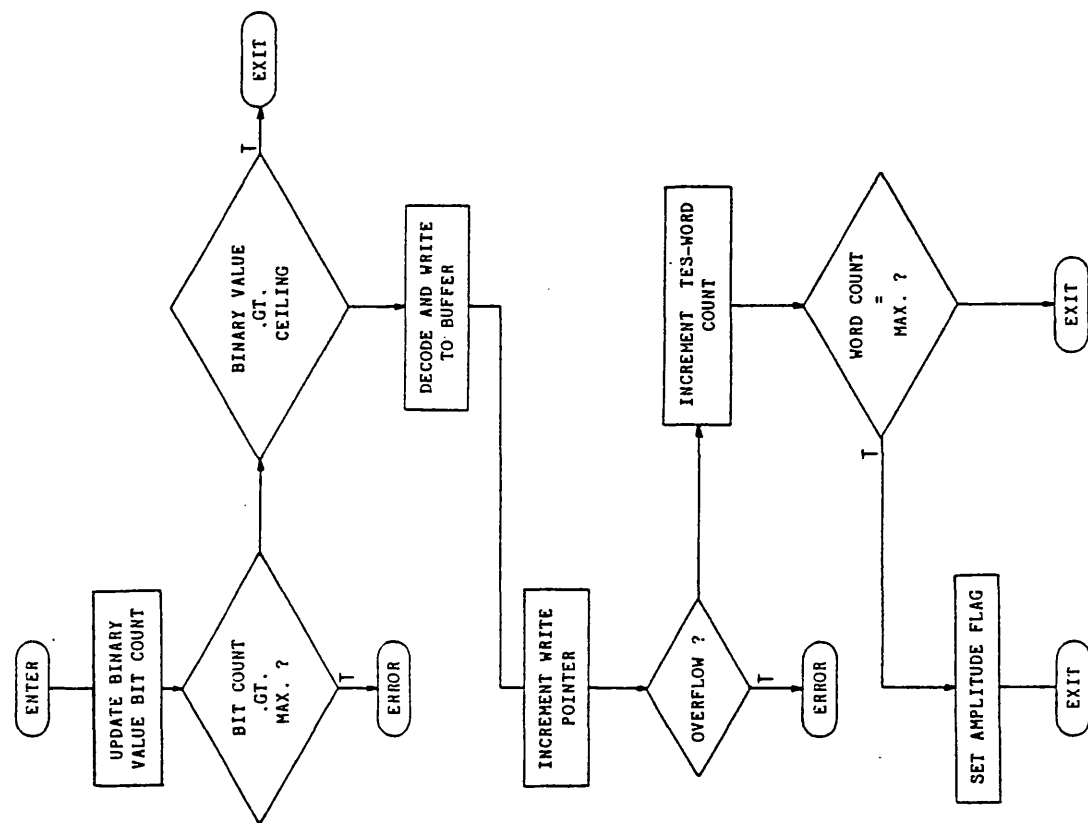 ENTER
UPDATE BINARY
VALUE BIT COUNT
BIT COUNT
.GT.
MAX. ?
T
ERROR
BINARY VALUE
.GT.
CEILING
T
EXIT
DECODE AND WRITE
TO BUFFER
INCREMENT WRITE
POINTER
OVERFLOW ?
T
ERROR
INCREMENT TES-WORD
COUNT
WORD COUNT
=
MAX. ?
T
EXIT
SET AMPLITUDE FLAG
EXIT